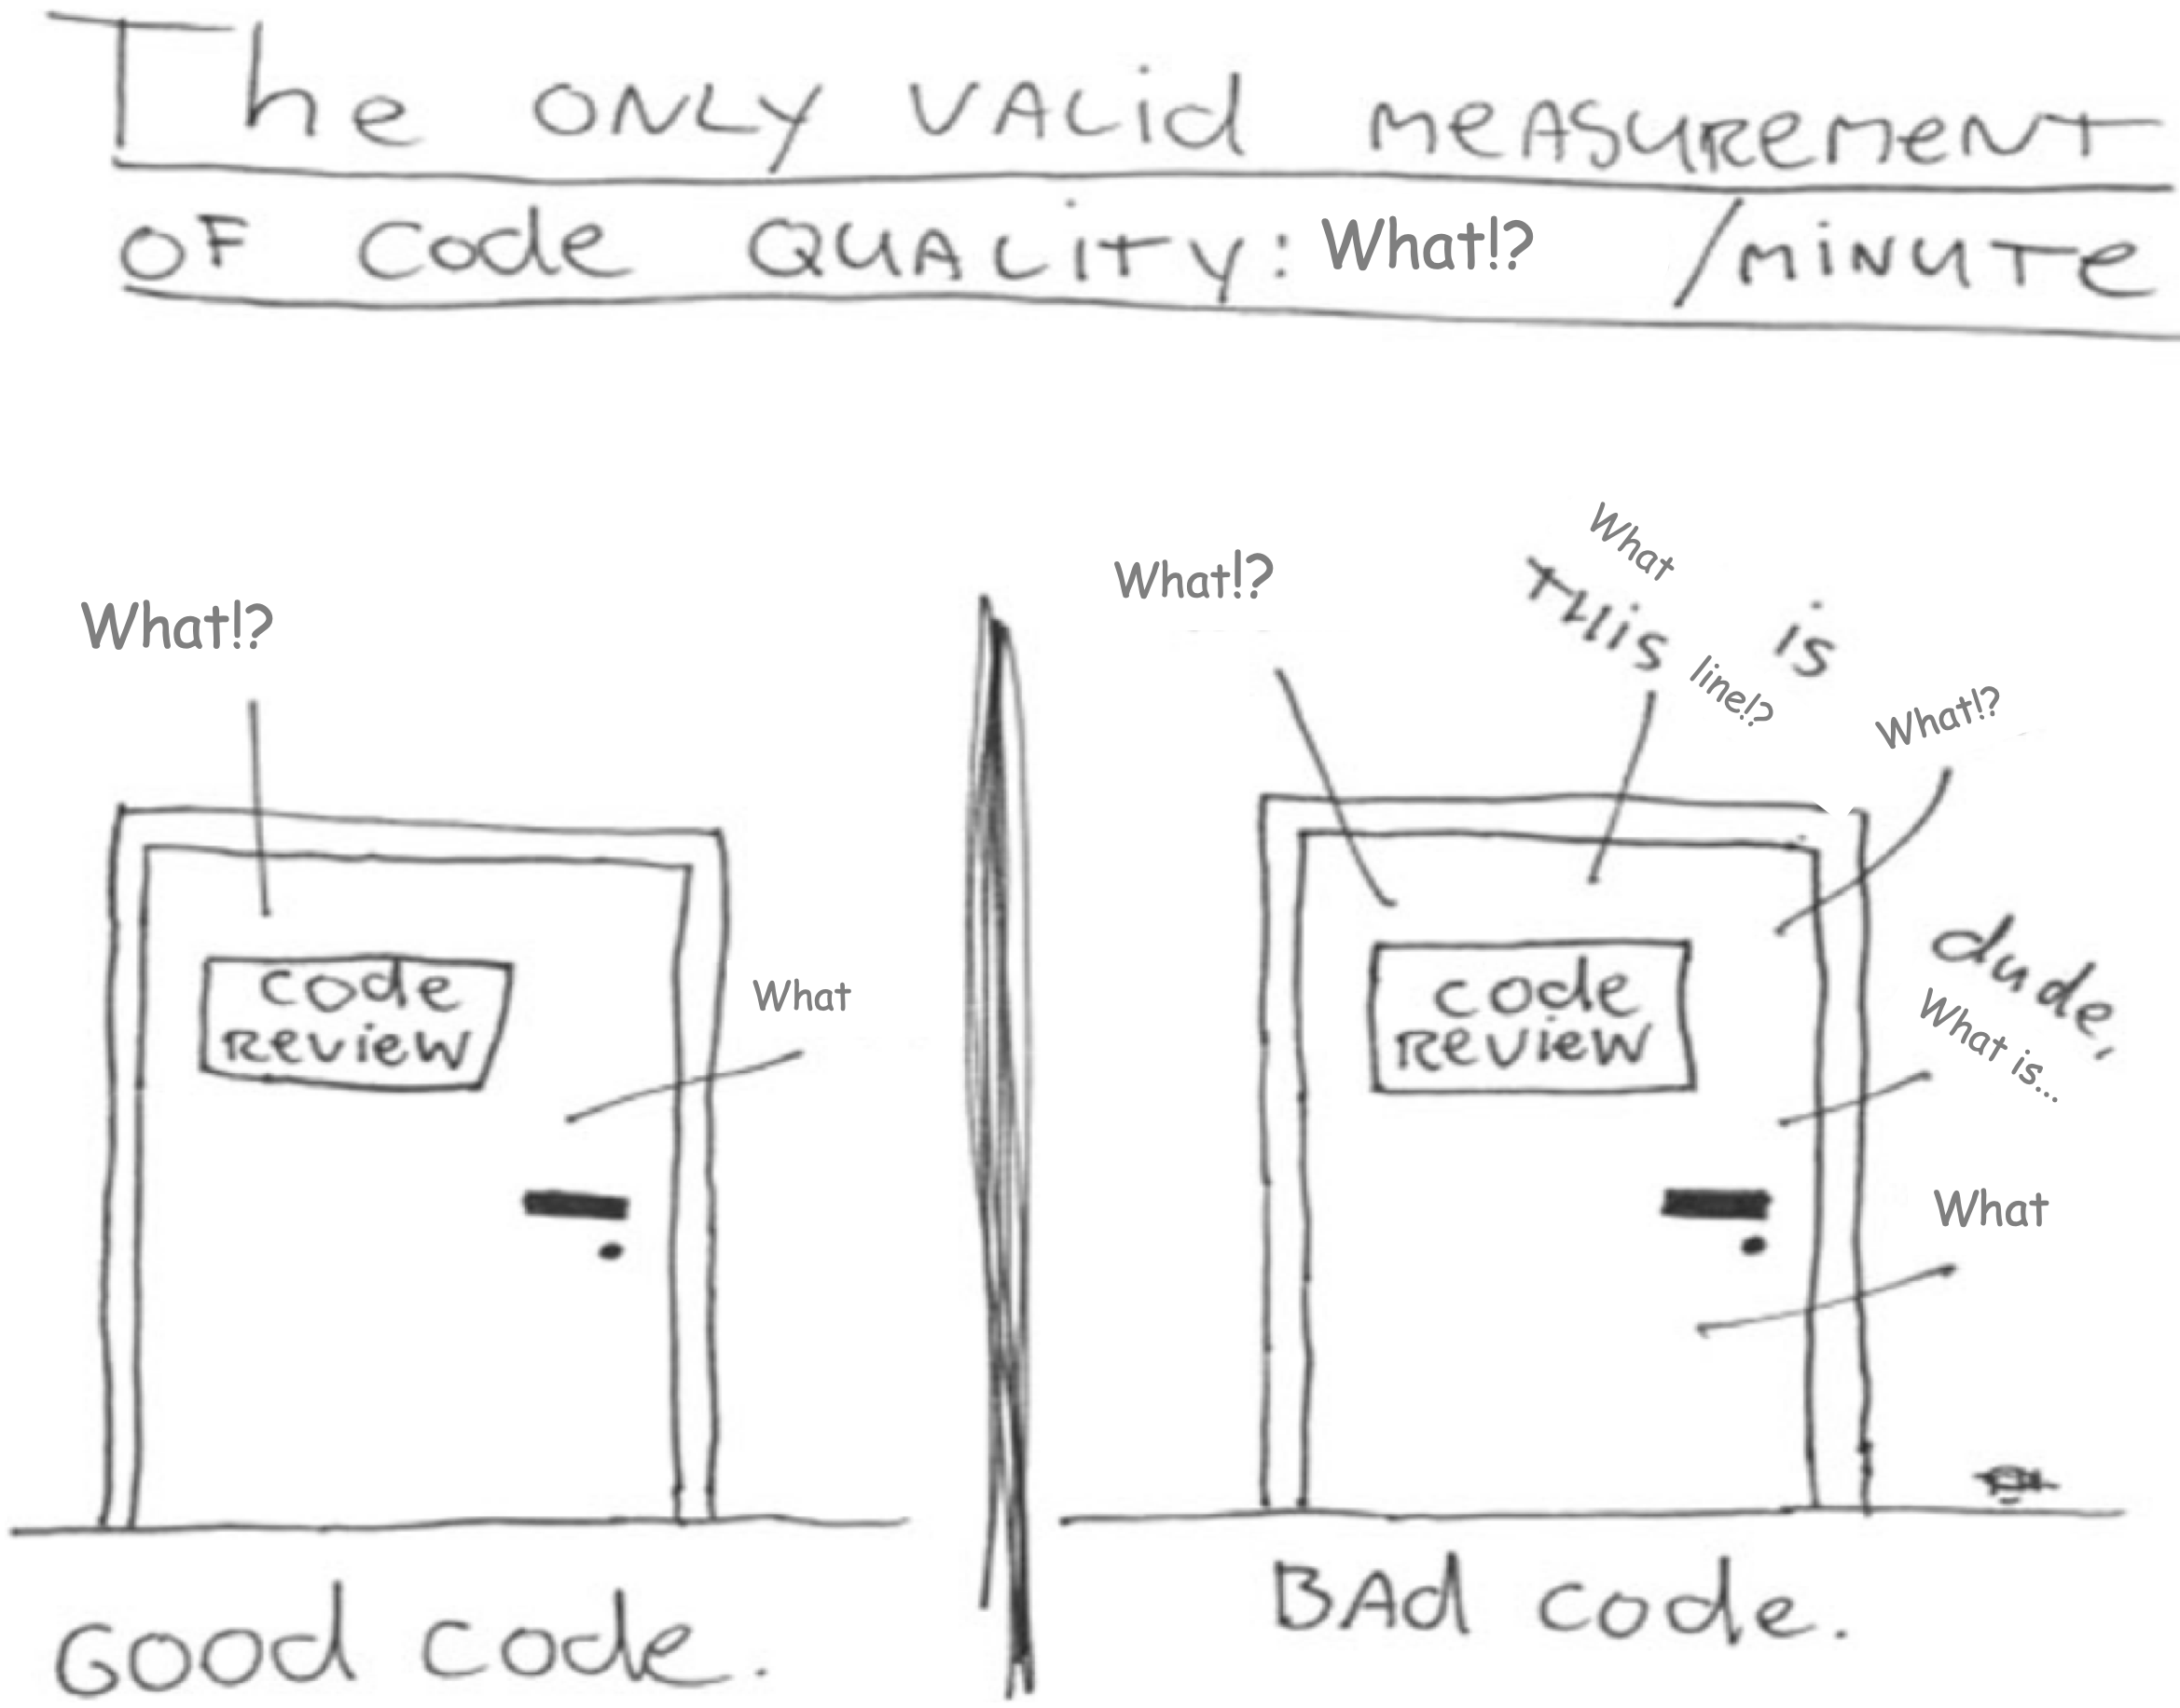 The ONLY VALid MeASUREMENT
OF Code QUALiTY: What!? /MiNUTe
What!?
code
Review
What
Good code.
What!?
What
THis is
line!?
What!?
code
Review
dude,
What is...
What
BAd code.